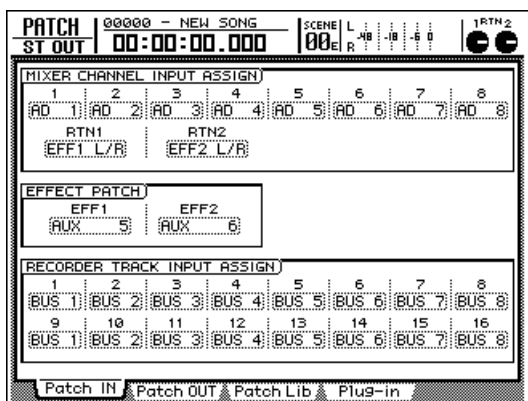 PATCH 00000 - NEW SONG SCENE L -48 -18 -6 0 1 RTN 2
ST OUT 00:00:00.000 00E R
MIXER CHANNEL INPUT ASSIGN
1 2 3 4 5 6 7 8
AD 1 AD 2 AD 3 AD 4 AD 5 AD 6 AD 7 AD 8
RTN1 RTN2
EFF1 L/R EFF2 L/R
EFFECT PATCH
EFF1 EFF2
AUX 5 AUX 6
RECORDER TRACK INPUT ASSIGN
1 2 3 4 5 6 7 8
BUS 1 BUS 2 BUS 3 BUS 4 BUS 5 BUS 6 BUS 7 BUS 8
9 10 11 12 13 14 15 16
BUS 1 BUS 2 BUS 3 BUS 4 BUS 5 BUS 6 BUS 7 BUS 8
Patch IN Patch OUT Patch Lib Plug-in